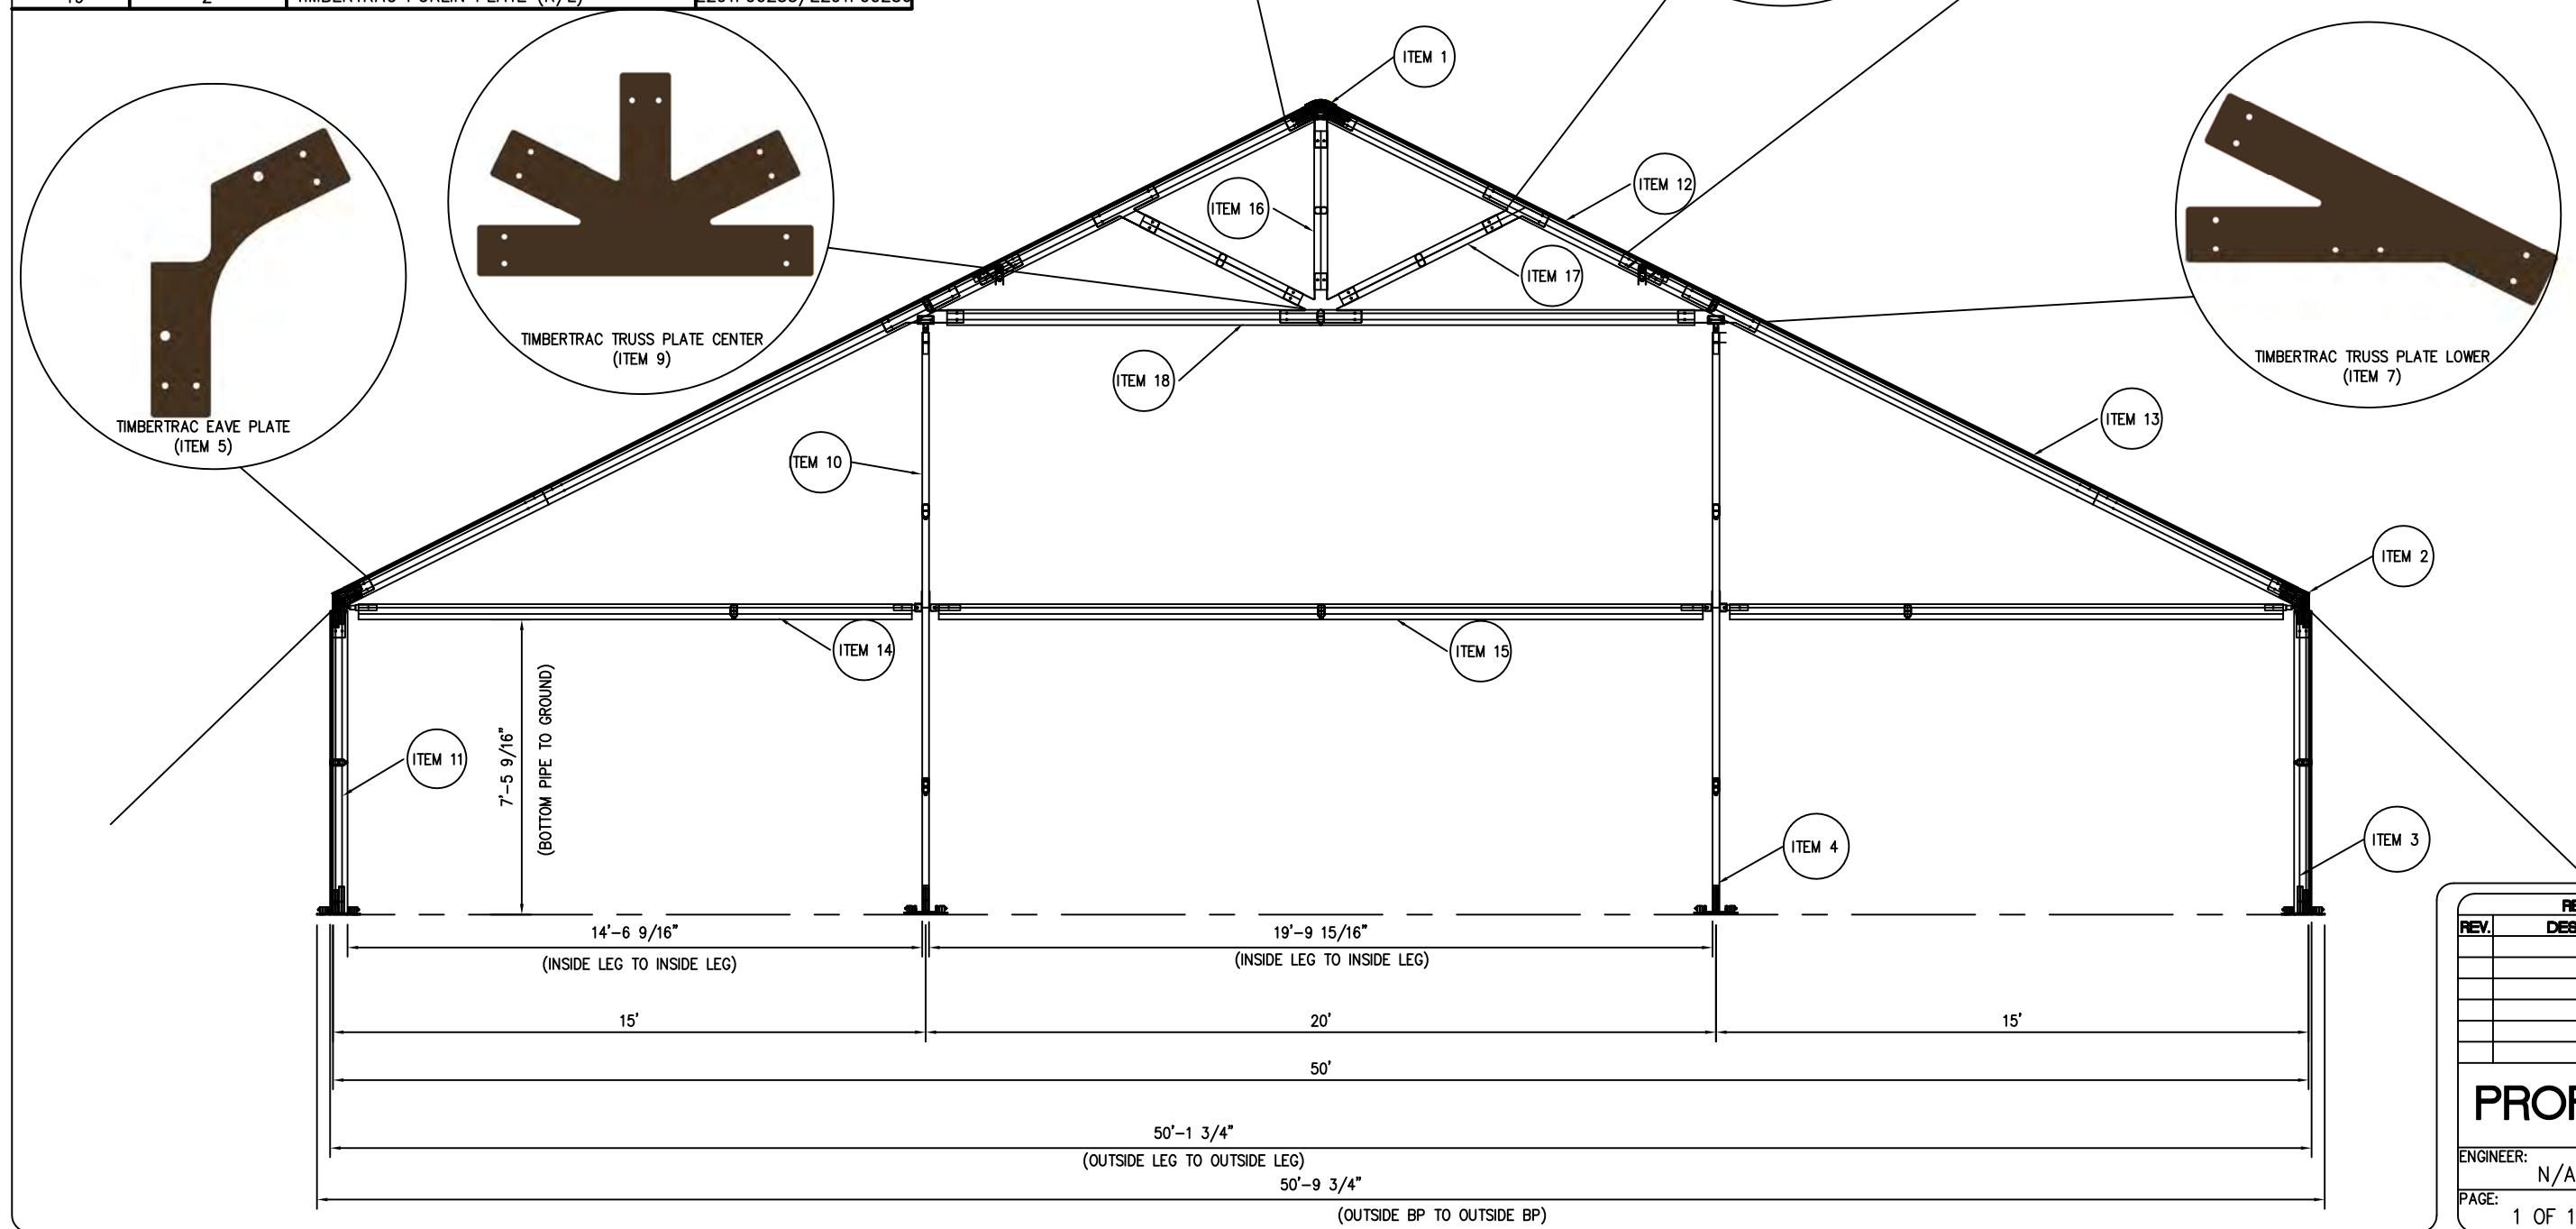 ITEM 1
ITEM 12
ITEM 16
ITEM 17
TIMBERTRAC TRUSS PLATE CENTER
(ITEM 9)
TIMBERTRAC TRUSS PLATE LOWER
(ITEM 7)
ITEM 18
TIMBERTRAC EAVE PLATE
(ITEM 5)
ITEM 10
ITEM 13
ITEM 2
ITEM 14
ITEM 15
7'-5 9/16"
(BOTTOM PIPE TO GROUND)
ITEM 11
ITEM 4
ITEM 3
14'-6 9/16"
(INSIDE LEG TO INSIDE LEG)
19'-9 15/16"
(INSIDE LEG TO INSIDE LEG)
15'
20'
15'
50'
50'-1 3/4"
(OUTSIDE LEG TO OUTSIDE LEG)
50'-9 3/4"
(OUTSIDE BP TO OUTSIDE BP)
REV.
ENGINEER:
N/A
PAGE:
1 OF 1